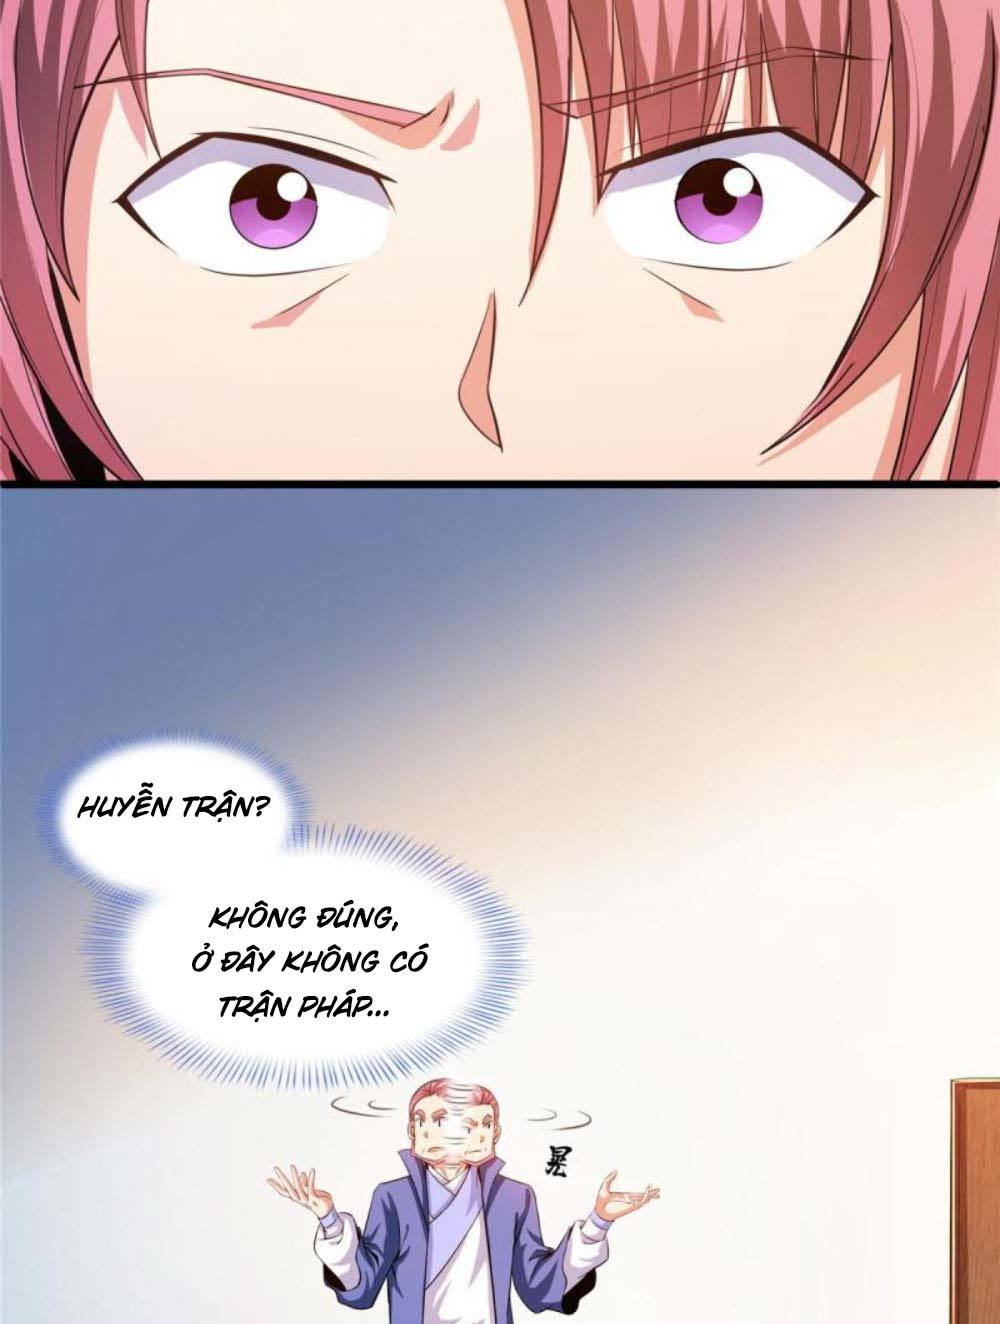 HUYỄN TRẬN?
KHÔNG ĐÚNG,
Ở ĐÂY KHÔNG CÓ
TRẬN PHÁP...
晃